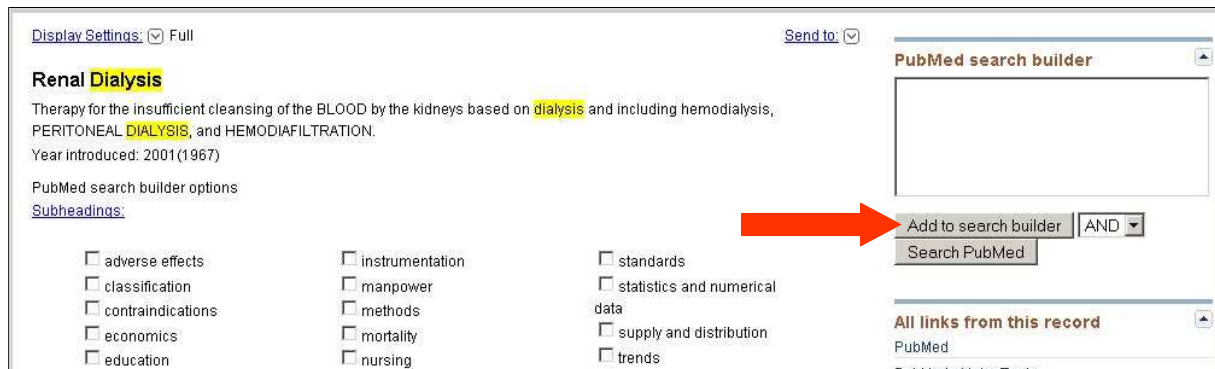 Display Settings: Full
Send to:
Renal Dialysis
Therapy for the insufficient cleansing of the BLOOD by the kidneys based on dialysis and including hemodialysis,
PERITONEAL DIALYSIS, and HEMODIAFILTRATION.
Year introduced: 2001(1967)
PubMed search builder options
Subheadings:
adverse effects
classification
contraindications
economics
education
instrumentation
manpower
methods
mortality
nursing
standards
statistics and numerical
data
supply and distribution
trends
PubMed search builder
Add to search builder AND
Search PubMed
All links from this record
PubMed